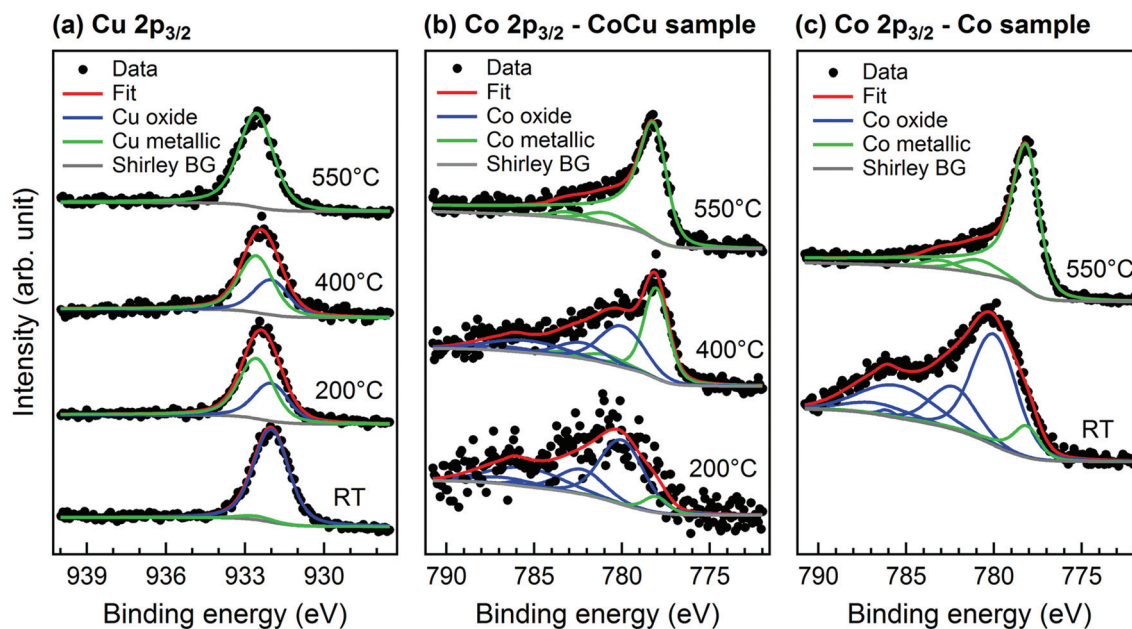 (a) Cu 2p3/2
Data
Fit
Cu oxide
Cu metallic
Shirley BG
550°C
400°C
200°C
RT
939 936 933 930
Binding energy (eV)
Intensity (arb. unit)
(b) Co 2p3/2 - CoCu sample
Data
Fit
Co oxide
Co metallic
Shirley BG
550°C
400°C
200°C
790 785 780 775
Binding energy (eV)
(c) Co 2p3/2 - Co sample
Data
Fit
Co oxide
Co metallic
Shirley BG
550°C
RT
790 785 780 775
Binding energy (eV)